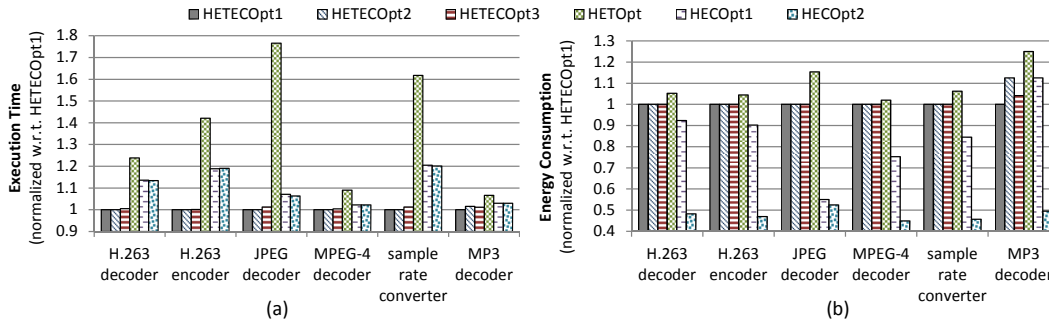 HETECOpt1 HETECOpt2 HETECOpt3 HETOpt HECOpt1 HECOpt2
Execution Time
(normalized w.r.t. HETECOpt1)
1.8
1.7
1.6
1.5
1.4
1.3
1.2
1.1
1
0.9
H.263 decoder
H.263 encoder
JPEG decoder
MPEG-4 decoder
sample rate converter
MP3 decoder
(a)
Energy Consumption
(normalized w.r.t. HETECOpt1)
1.3
1.2
1.1
1
0.9
0.8
0.7
0.6
0.5
0.4
H.263 decoder
H.263 encoder
JPEG decoder
MPEG-4 decoder
sample rate converter
MP3 decoder
(b)